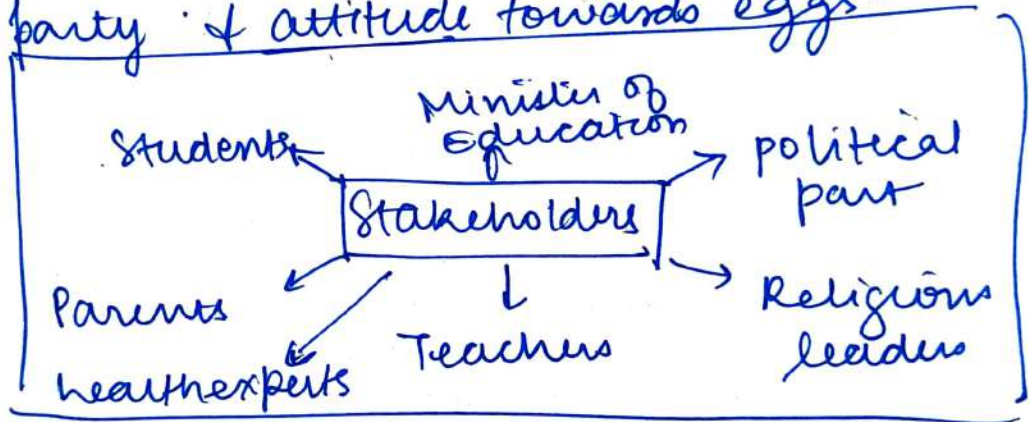 party & attitude towards eggs
Minister of
Education
Students
political
part
Stakeholders
Parents
Religious
leaders
Teachers
healthexperts